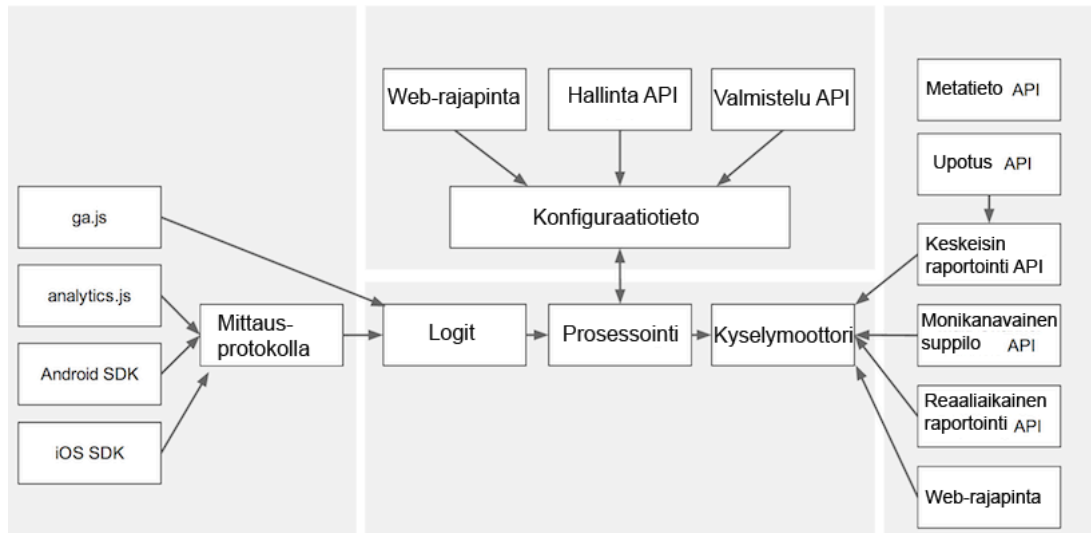 Web-rajapinta
Hallinta API
Valmistelu API
Konfiguraatiotieto
ga.js
analytics.js
Android SDK
iOS SDK
Mittaus-
protokolla
Logit
Prosessointi
Kyselymoottori
Metatieto API
Upotus API
Keskeisin
raportointi API
Monikanavainen
suppilo API
Reaaliaikainen
raportointi API
Web-rajapinta